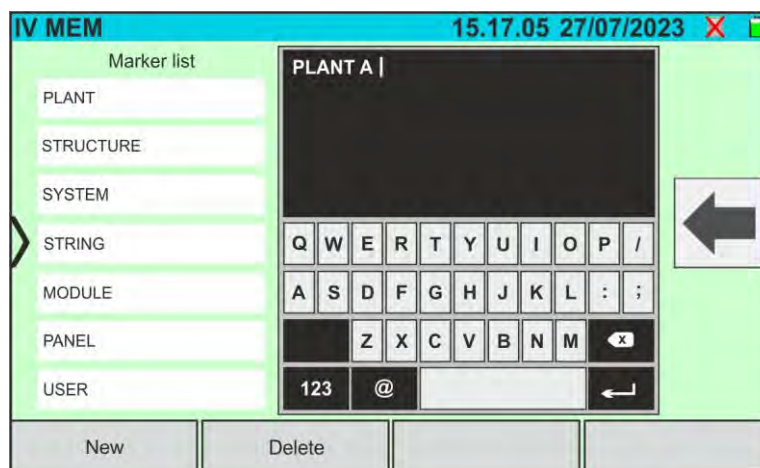 IV MEM 15.17.05 27/07/2023
Marker list
PLANT
STRUCTURE
SYSTEM
STRING
MODULE
PANEL
USER
PLANT A
Q W E R T Y U I O P /
A S D F G H J K L : ;
Z X C V B N M x
123 @
New Delete